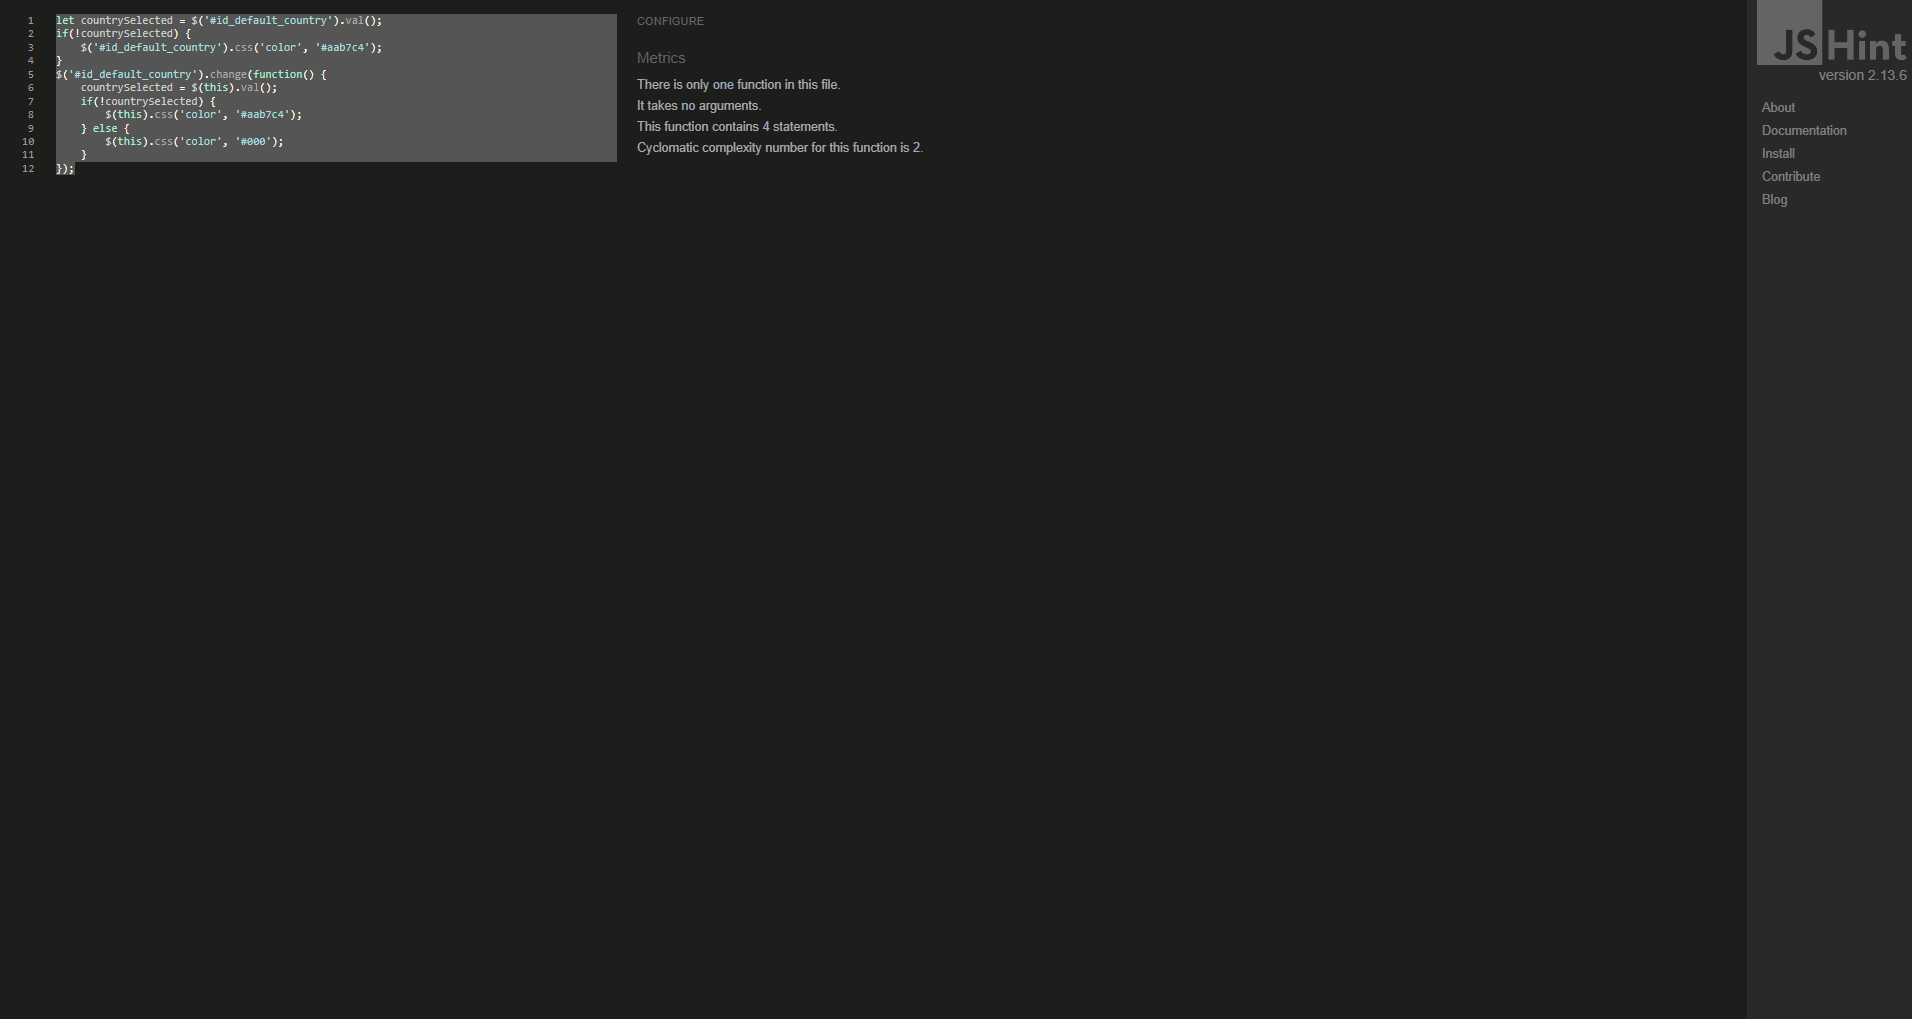 1 let countrySelected = $('#id_default_country').val();
2 if(!countrySelected) {
3     $('#id_default_country').css('color', '#aab7c4');
4 }
5 $('#id_default_country').change(function() {
6     countrySelected = $(this).val();
7     if(!countrySelected) {
8         $(this).css('color', '#aab7c4');
9     } else {
10         $(this).css('color', '#000');
11     }
12 });
CONFIGURE
Metrics
There is only one function in this file.
It takes no arguments.
This function contains 4 statements.
Cyclomatic complexity number for this function is 2.
JSHint
version 2.13.6
About
Documentation
Install
Contribute
Blog